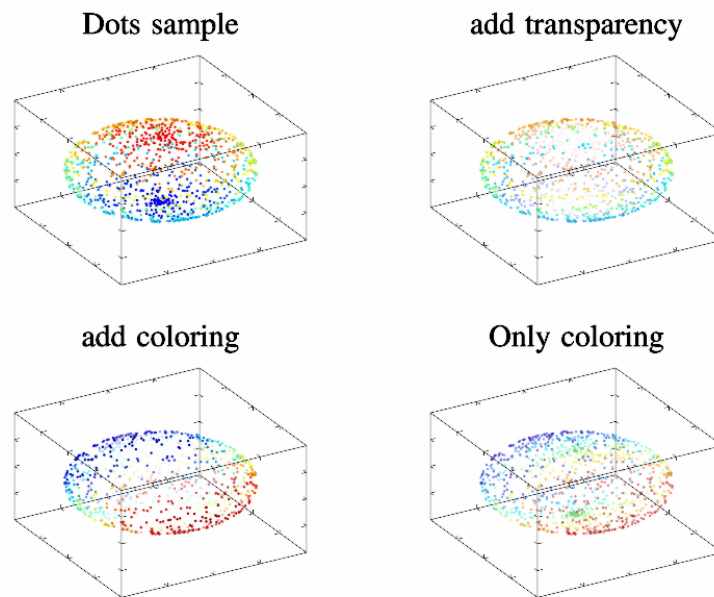 Dots sample
add transparency
add coloring
Only coloring